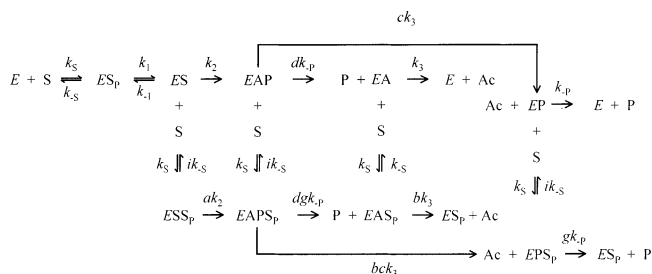 ck₃
kₛ k₁ k₂ dk₋ₚ k₃
E + S ⇌ ESₚ ⇌ ES → EAP → P + EA → E + Ac
k₋ₛ k₋₁
Ac + EP → E + P
k₋ₚ
+ + + +
S S S S
kₛ ⇌ ik₋ₛ kₛ ⇌ ik₋ₛ kₛ ⇌ k₋ₛ kₛ ⇌ ik₋ₛ
ak₂ dgk₋ₚ bk₃
ESSₚ → EAPSₚ → P + EASₚ → ESₚ + Ac
gk₋ₚ
Ac + EPSₚ → ESₚ + P
bck₃